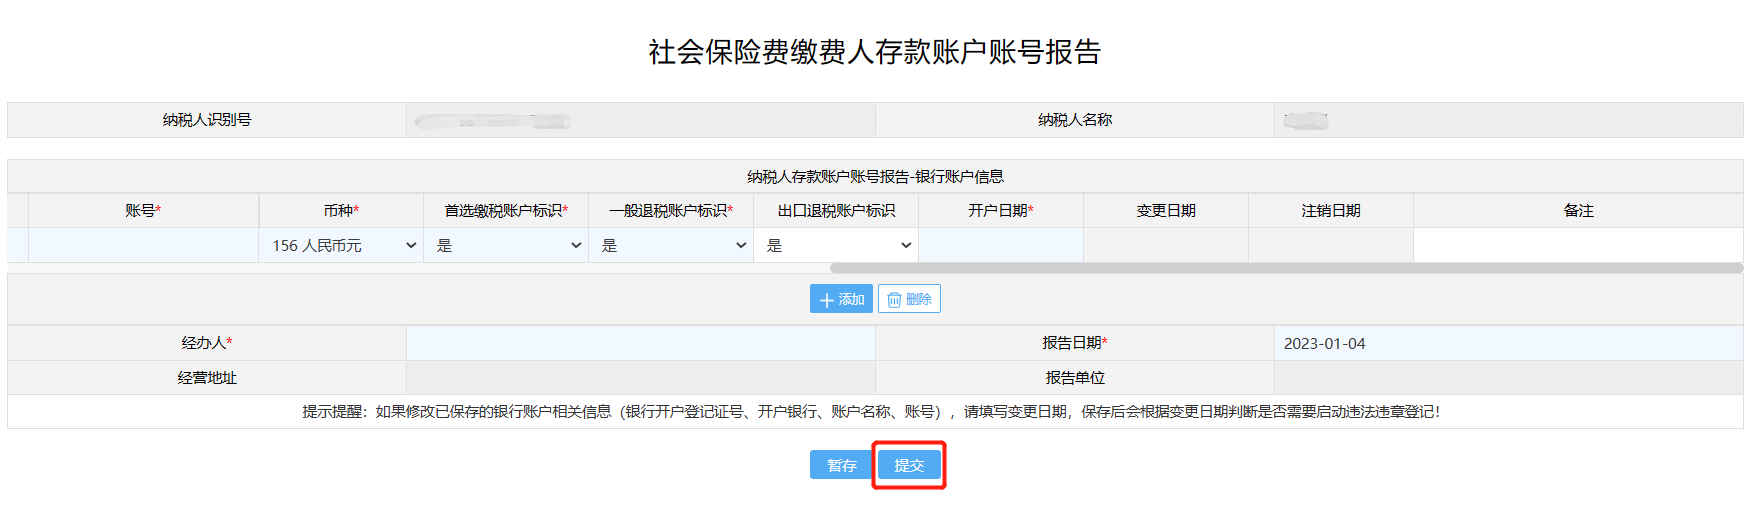 社会保险费缴费人存款账户账号报告
纳税人识别号 纳税人名称
纳税人存款账户账号报告-银行账户信息
账号* 币种* 首选缴税账户标识* 一般退税账户标识* 出口退税账户标识 开户日期* 变更日期 注销日期 备注
156 人民币元 是 是 是
添加 删除
经办人* 报告日期* 2023-01-04
经营地址 报告单位
提示提醒：如果修改已保存的银行账户相关信息（银行开户登记证号、开户银行、账户名称、账号），请填写变更日期，保存后会根据变更日期判断是否需要启动违法违章登记！
暂存 提交